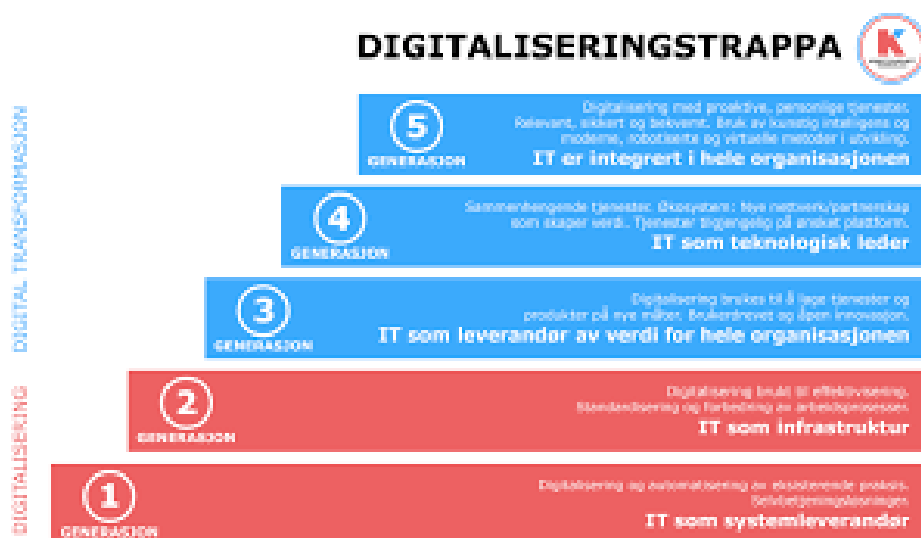 DIGITALISERINGSTRAPPA
K
DIGITAL TRANSFORMASJON
DIGITALISERING
5
GENERASJON
Digitalisering med proaktive, personlige tjenester.
Relevant, sikkert og bekvemt. Bruk av kunstig intelligens og
moderne, robotiserte og virtuelle metoder i utvikling.
IT er integrert i hele organisasjonen
4
GENERASJON
Sammenhengende tjenester. Økosystem: Nye nettverk/partnerskap
som skaper verdi. Tjenester tilgjengelig på ønsket plattform.
IT som teknologisk leder
3
GENERASJON
Digitalisering brukes til å lage tjenester og
produkter på nye måter. Brukerdrevet og åpen innovasjon.
IT som leverandør av verdi for hele organisasjonen
2
GENERASJON
Digitalisering brukt til effektivisering.
Standardisering og forbedring av arbeidsprosesser.
IT som infrastruktur
1
GENERASJON
Digitalisering og automatisering av eksisterende praksis.
Selvbetjeningsløsninger.
IT som systemleverandør